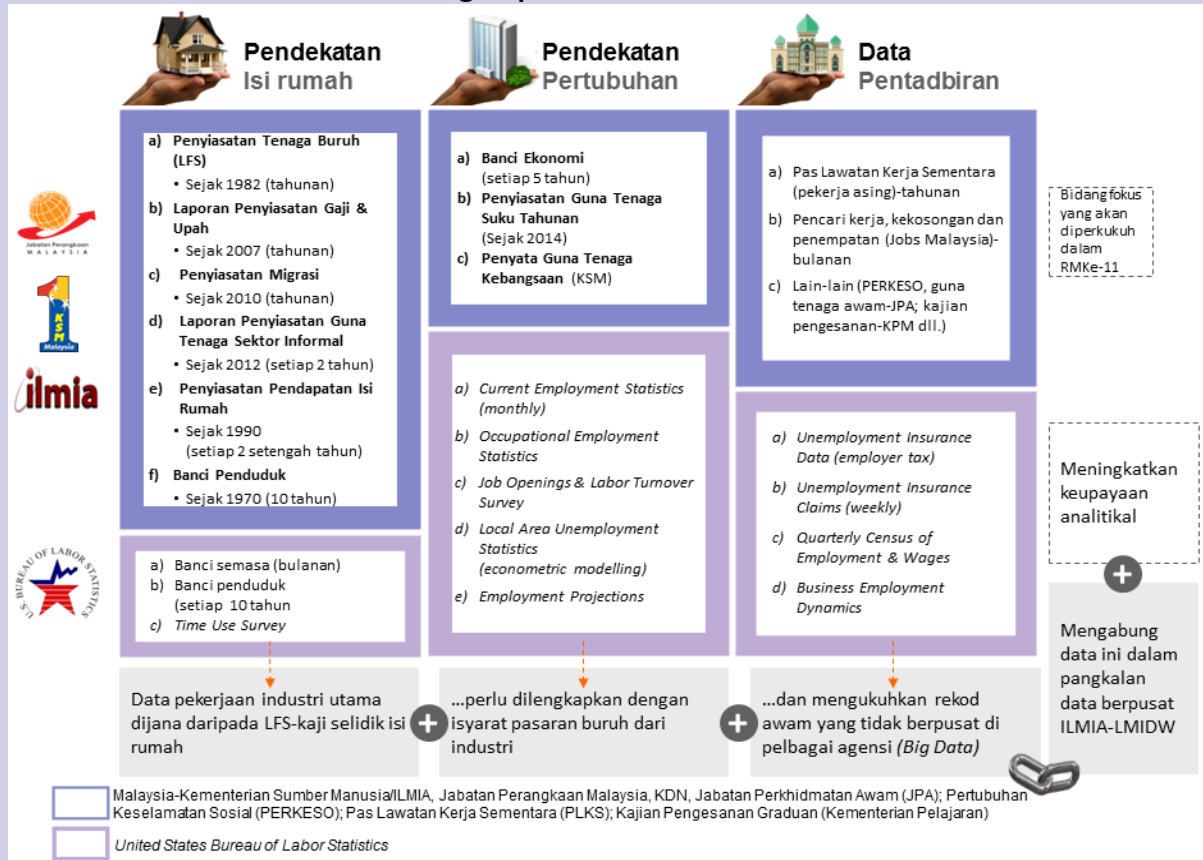 Pendekatan
Isi rumah
a) Penyiasatan Tenaga Buruh
(LFS)
• Sejak 1982 (tahunan)
b) Laporan Penyiasatan Gaji &
Upah
• Sejak 2007 (tahunan)
c) Penyiasatan Migrasi
• Sejak 2010 (tahunan)
d) Laporan Penyiasatan Guna
Tenaga Sektor Informal
• Sejak 2012 (setiap 2 tahun)
e) Penyiasatan Pendapatan Isi
Rumah
• Sejak 1990
(setiap 2 setengah tahun)
f) Banci Penduduk
• Sejak 1970 (10 tahun)
a) Banci semasa (bulanan)
b) Banci penduduk
(setiap 10 tahun
c) Time Use Survey
Data pekerjaan industri utama
dijana daripada LFS-kaji selidik isi
rumah
Pendekatan
Pertubuhan
a) Banci Ekonomi
(setiap 5 tahun)
b) Penyiasatan Guna Tenaga
Suku Tahunan
(Sejak 2014)
c) Penyata Guna Tenaga
Kebangsaan (KSM)
a) Current Employment Statistics
(monthly)
b) Occupational Employment
Statistics
c) Job Openings & Labor Turnover
Survey
d) Local Area Unemployment
Statistics
(econometric modelling)
e) Employment Projections
...perlu dilengkapkan dengan
isyarat pasaran buruh dari
industri
Data
Pentadbiran
a) Pas Lawatan Kerja Sementara
(pekerja asing)-tahunan
b) Pencari kerja, kekosongan dan
penempatan (Jobs Malaysia)-
bulanan
c) Lain-lain (PERKESO, guna
tenaga awam-JPA; kajian
pengesanan-KPM dll.)
a) Unemployment Insurance
Data (employer tax)
b) Unemployment Insurance
Claims (weekly)
c) Quarterly Census of
Employment & Wages
d) Business Employment
Dynamics
...dan mengukuhkan rekod
awam yang tidak berpusat di
pelbagai agensi (Big Data)
Bidang fokus
yang akan
diperkukuh
dalam
RMKe-11
Meningkatkan
keupayaan
analitikal
Mengabung
data ini dalam
pangkalan
data berpusat
ILMIA-LMIDW
Jabatan Perangkaan
MALAYSIA
1
KSM
Malaysia
ilmia
U.S. BUREAU OF LABOR STATISTICS
Malaysia-Kementerian Sumber Manusia/ILMIA, Jabatan Perangkaan Malaysia, KDN, Jabatan Perkhidmatan Awam (JPA); Pertubuhan
Keselamatan Sosial (PERKESO); Pas Lawatan Kerja Sementara (PLKS); Kajian Pengesanan Graduan (Kementerian Pelajaran)
United States Bureau of Labor Statistics